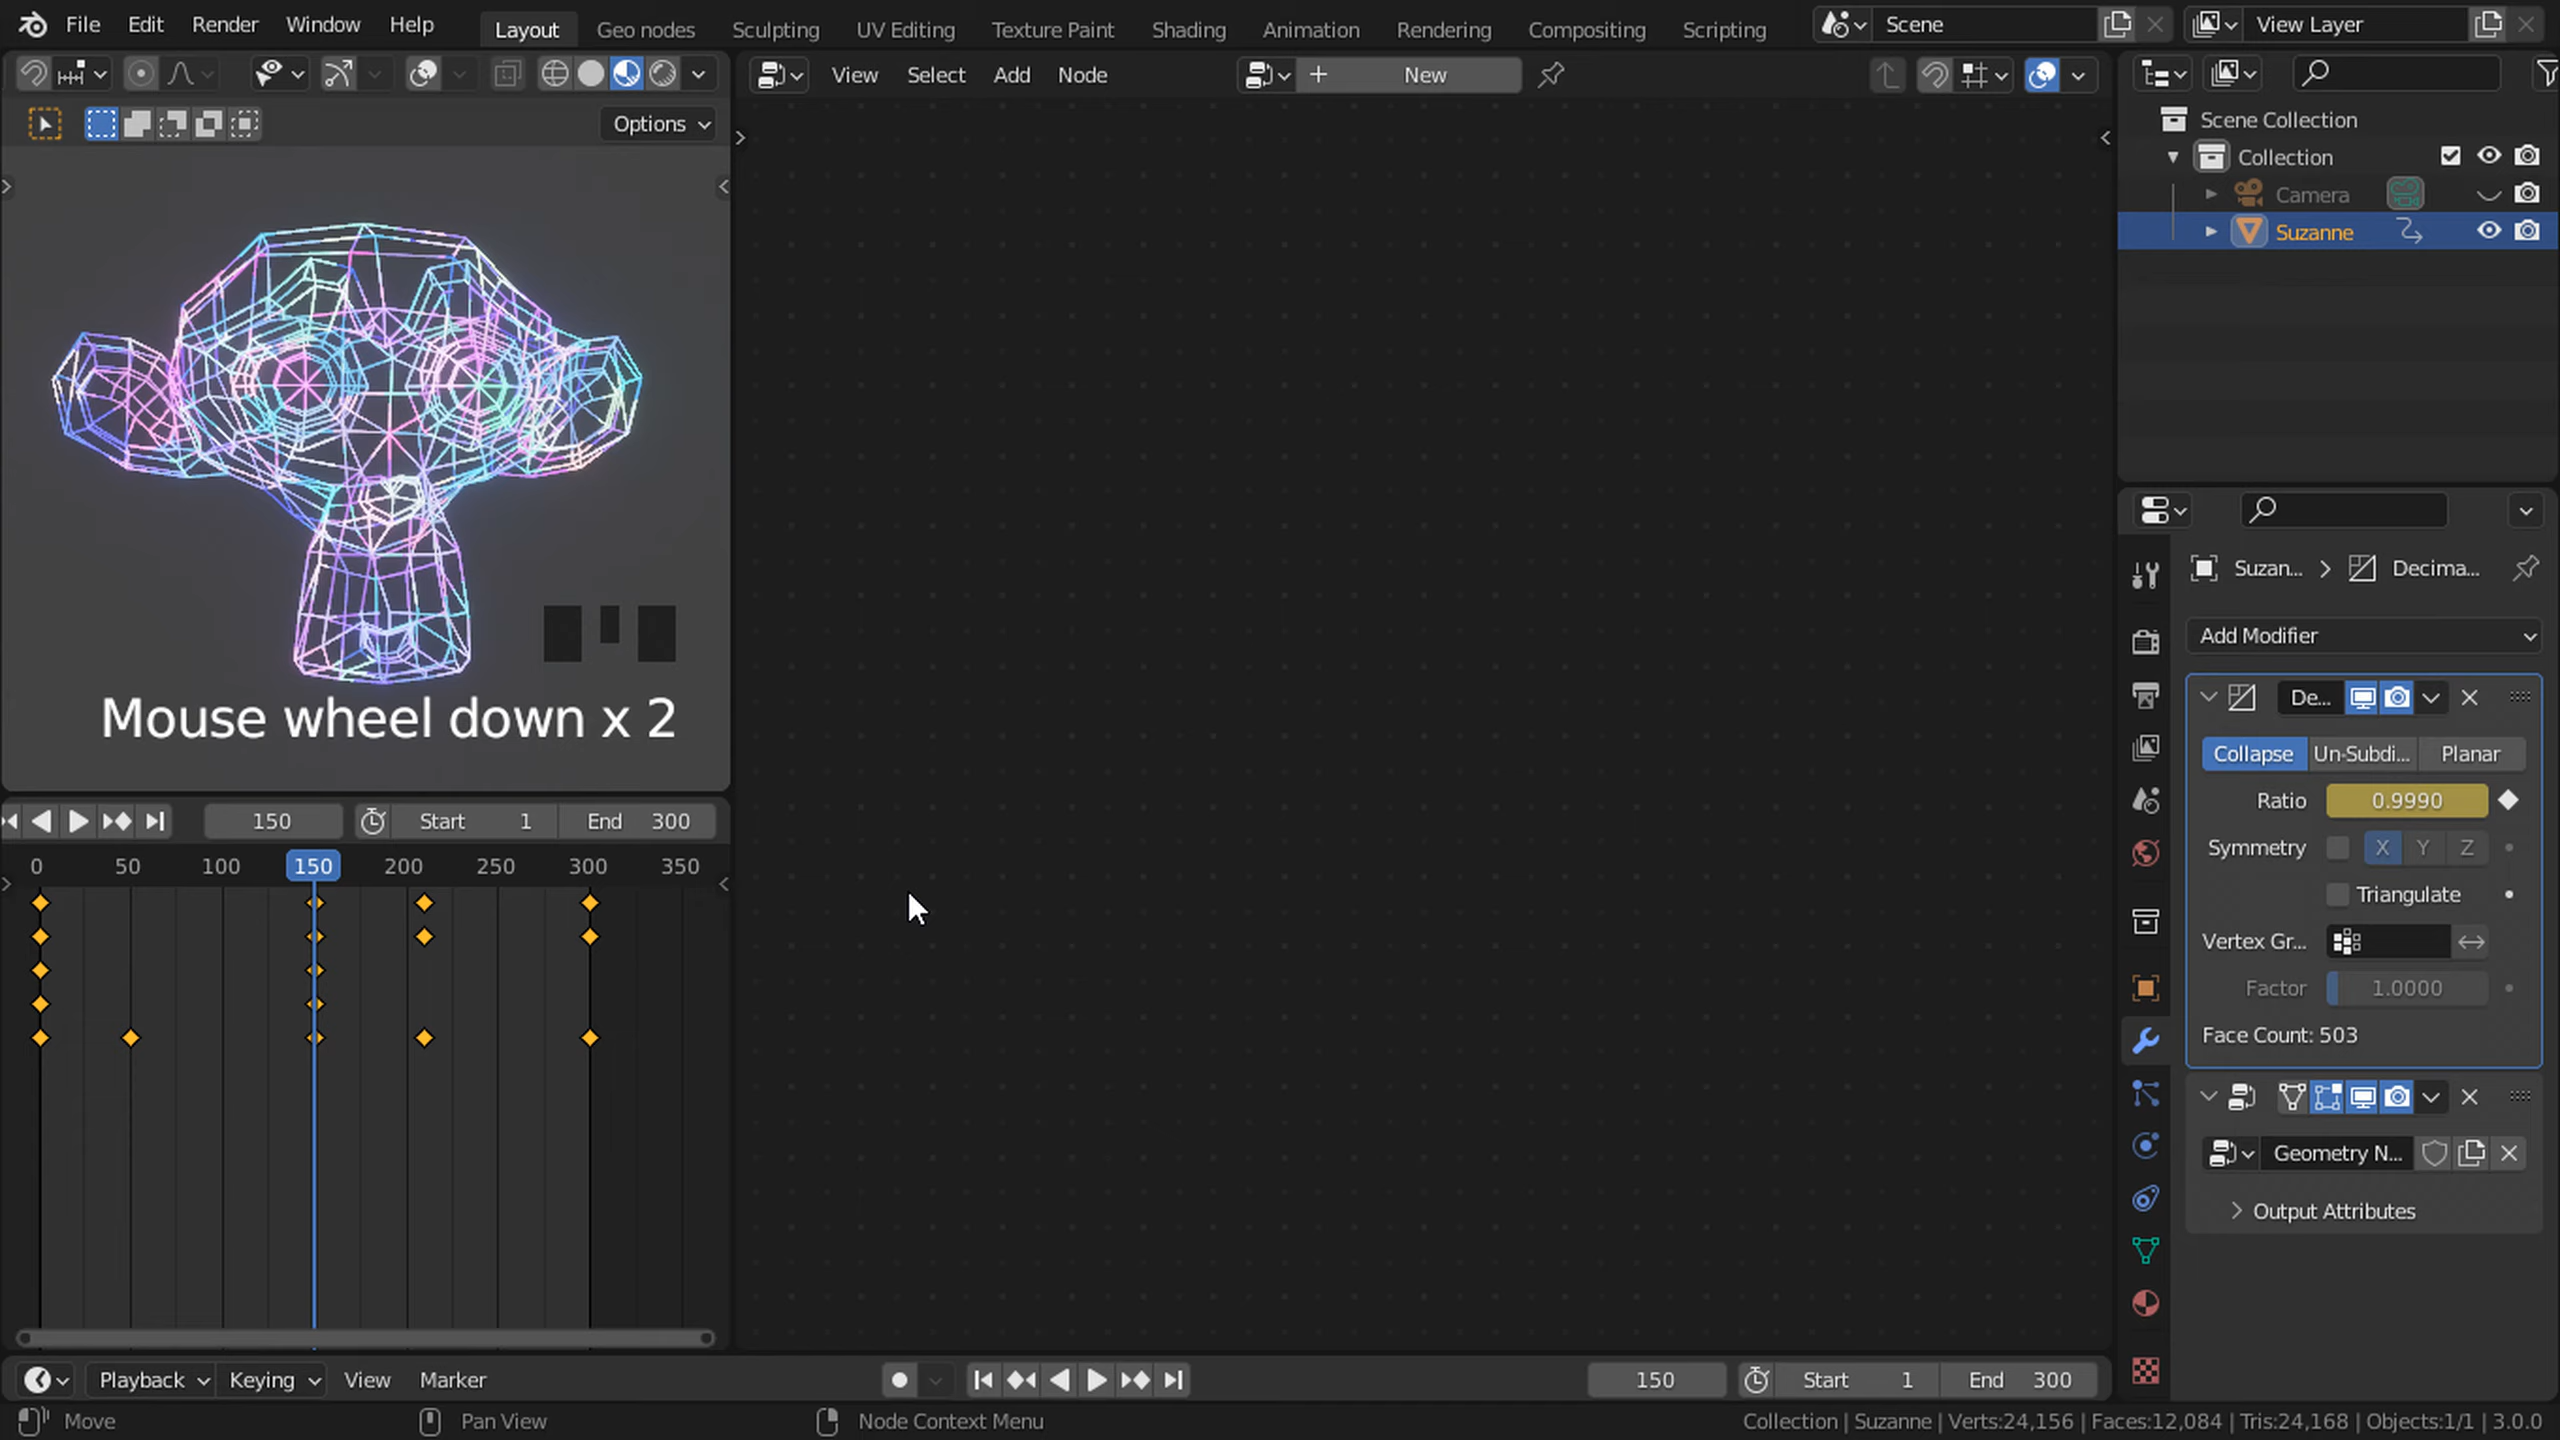 File Edit Render Window Help Layout Geo nodes Sculpting UV Editing Texture Paint Shading Animation Rendering Compositing Scripting Scene View Layer
View Select Add Node New
Options
Scene Collection
Collection
Camera
Suzanne
Mouse wheel down x 2
Suzan... Decima...
Add Modifier
De...
Collapse Un-Subdi... Planar
Ratio 0.9990
Symmetry X Y Z
Triangulate
Vertex Gr...
Factor 1.0000
Face Count: 503
Geometry N...
Output Attributes
150 Start 1 End 300
0 50 100 150 200 250 300 350
Playback Keying View Marker 150 Start 1 End 300
Move Pan View Node Context Menu Collection | Suzanne | Verts:24,156 | Faces:12,084 | Tris:24,168 | Objects:1/1 | 3.0.0